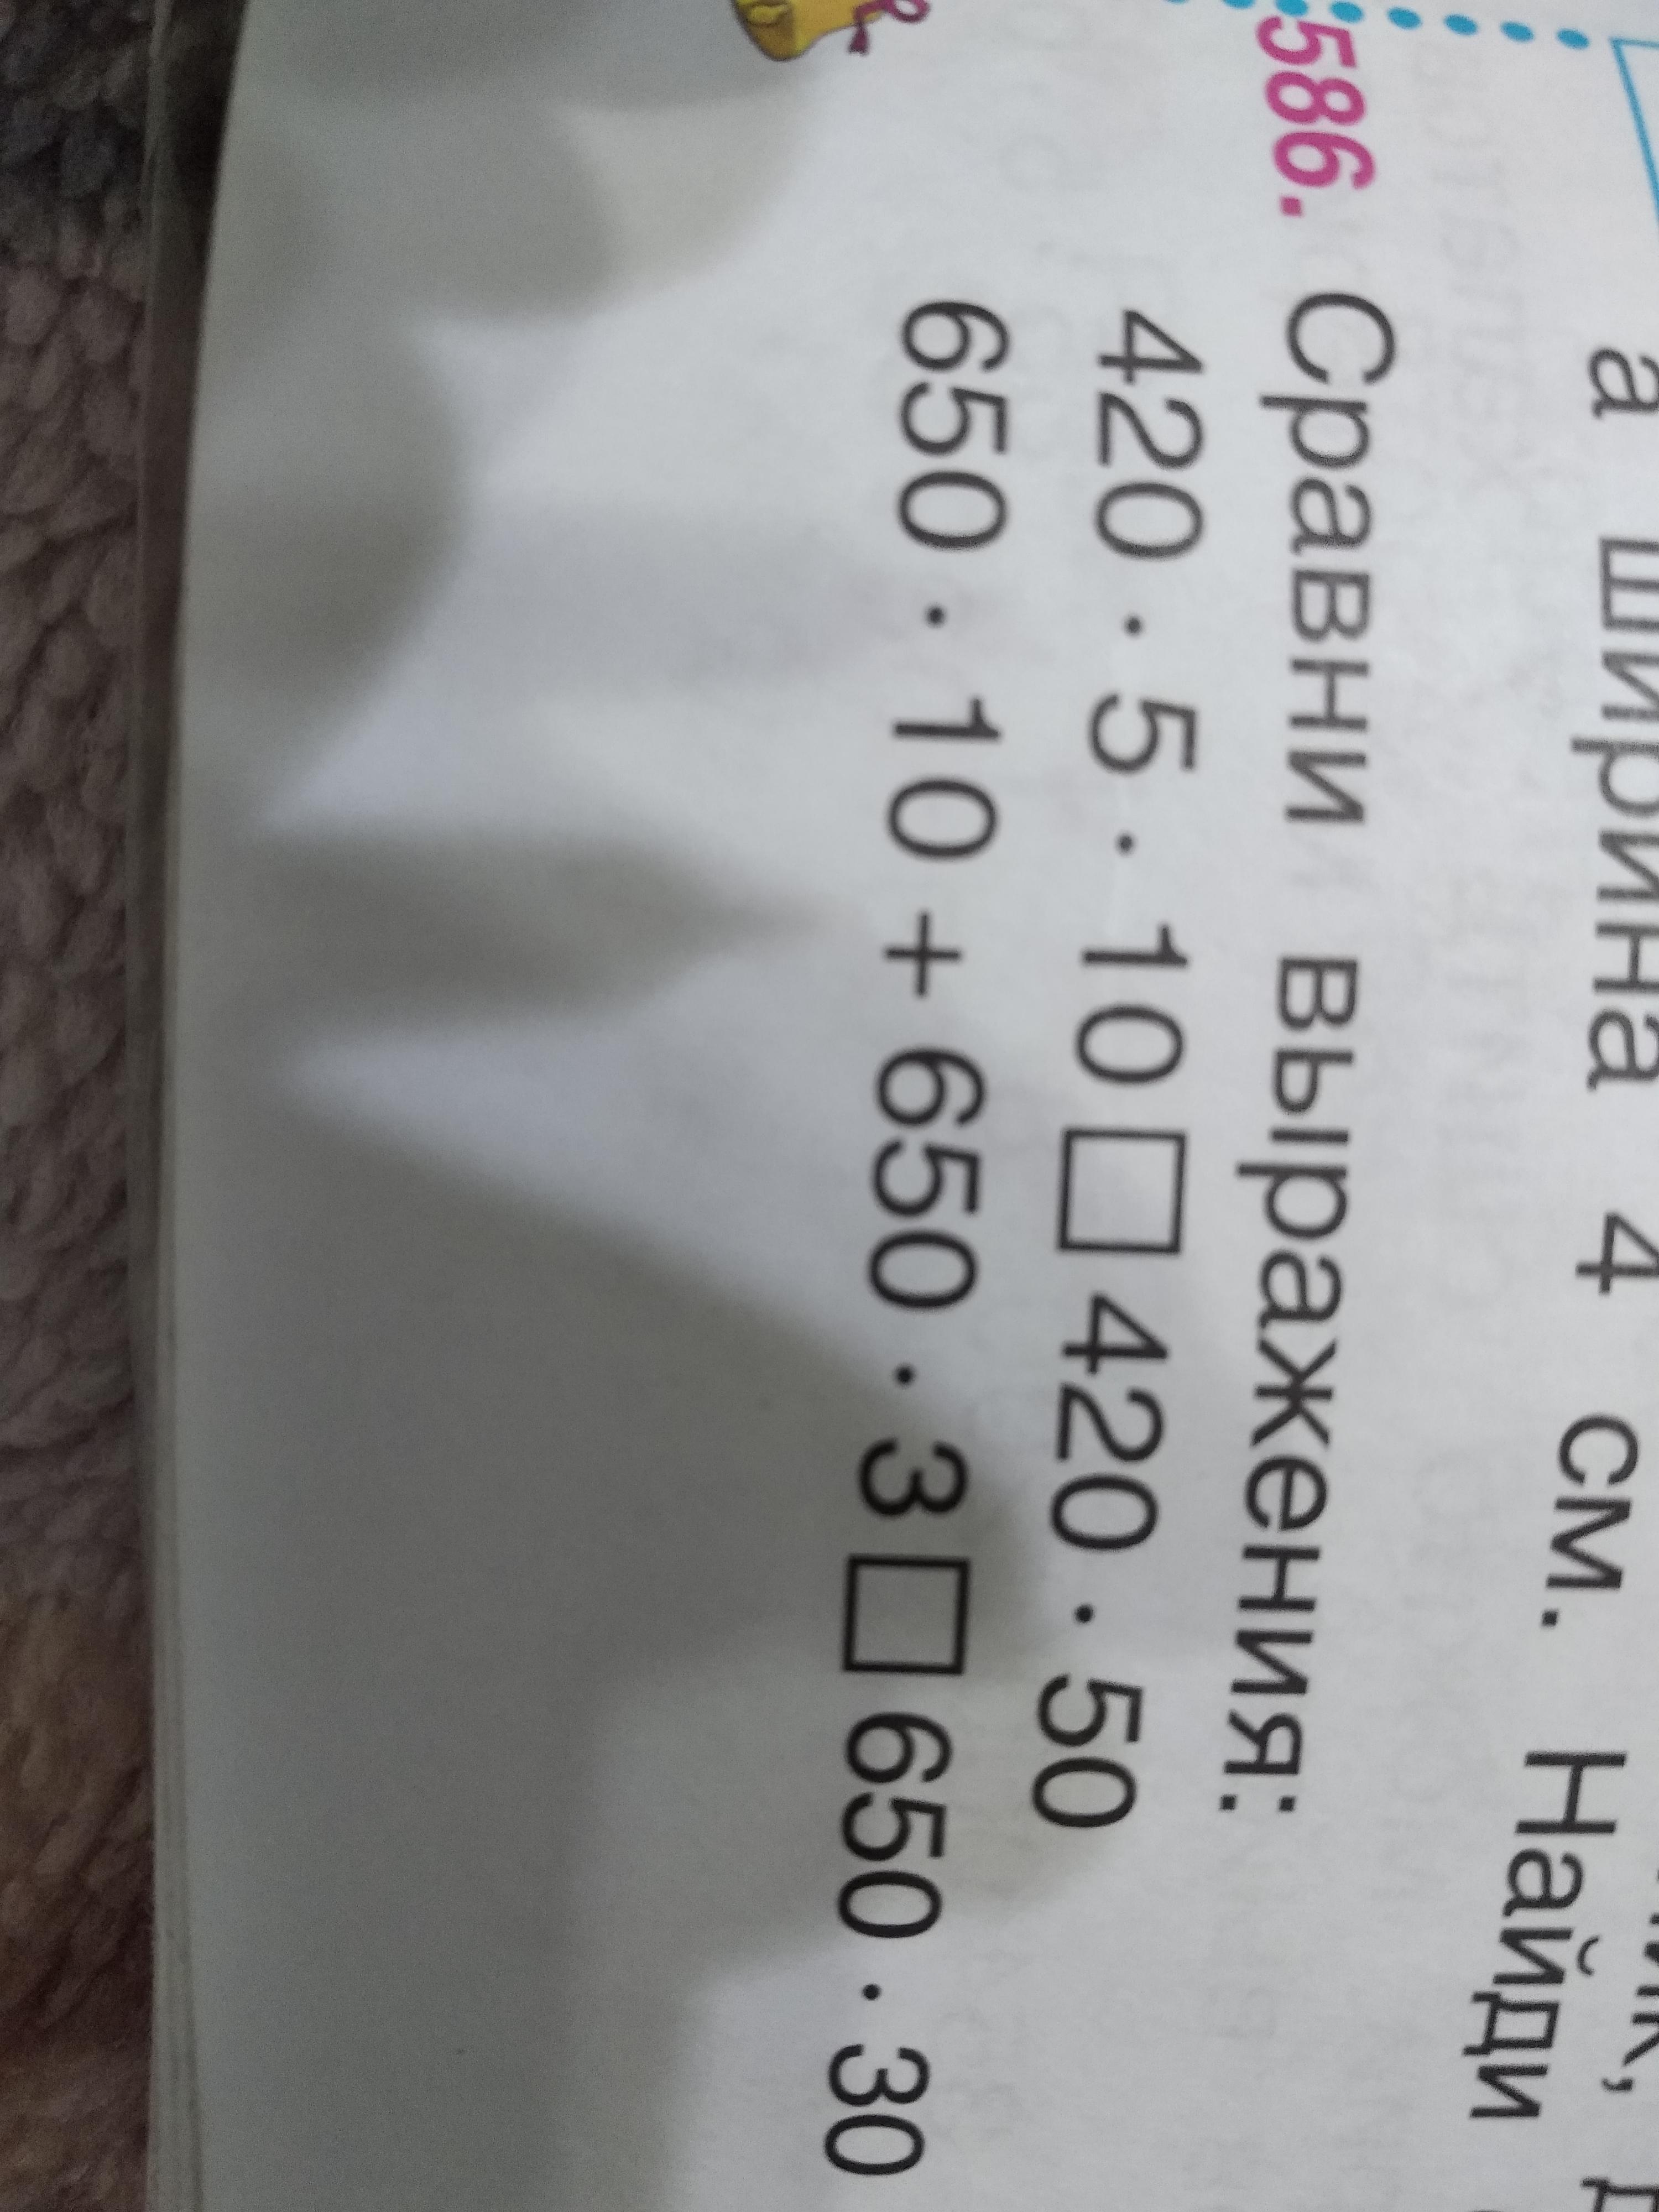 а ширина 4 см. Найди
586. Сравни выражения:
420 · 5 · 10 □ 420 · 50
650 · 10 + 650 · 3 □ 650 · 30